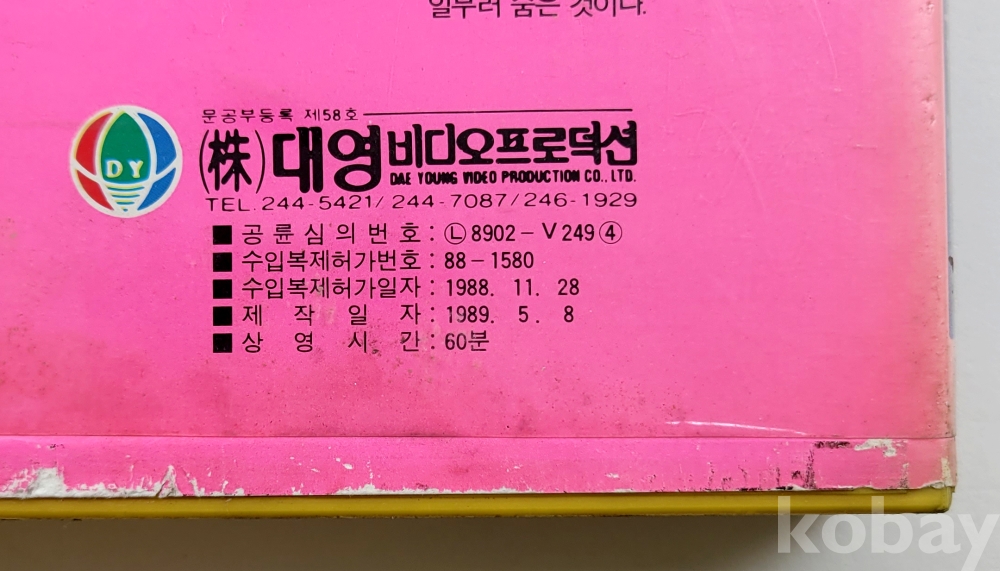 일부러 숨은 것이다.
문공부등록 제58호
DY
(株)대영비디오프로덕션
DAE YOUNG VIDEO PRODUCTION CO., LTD.
TEL. 244-5421/244-7087/246-1929
■ 공륜심의번호 : Ⓛ8902-V249④
■ 수입복제허가번호 : 88-1580
■ 수입복제허가일자 : 1988. 11. 28
■ 제작일자 : 1989. 5. 8
■ 상영시간 : 60분
kobay